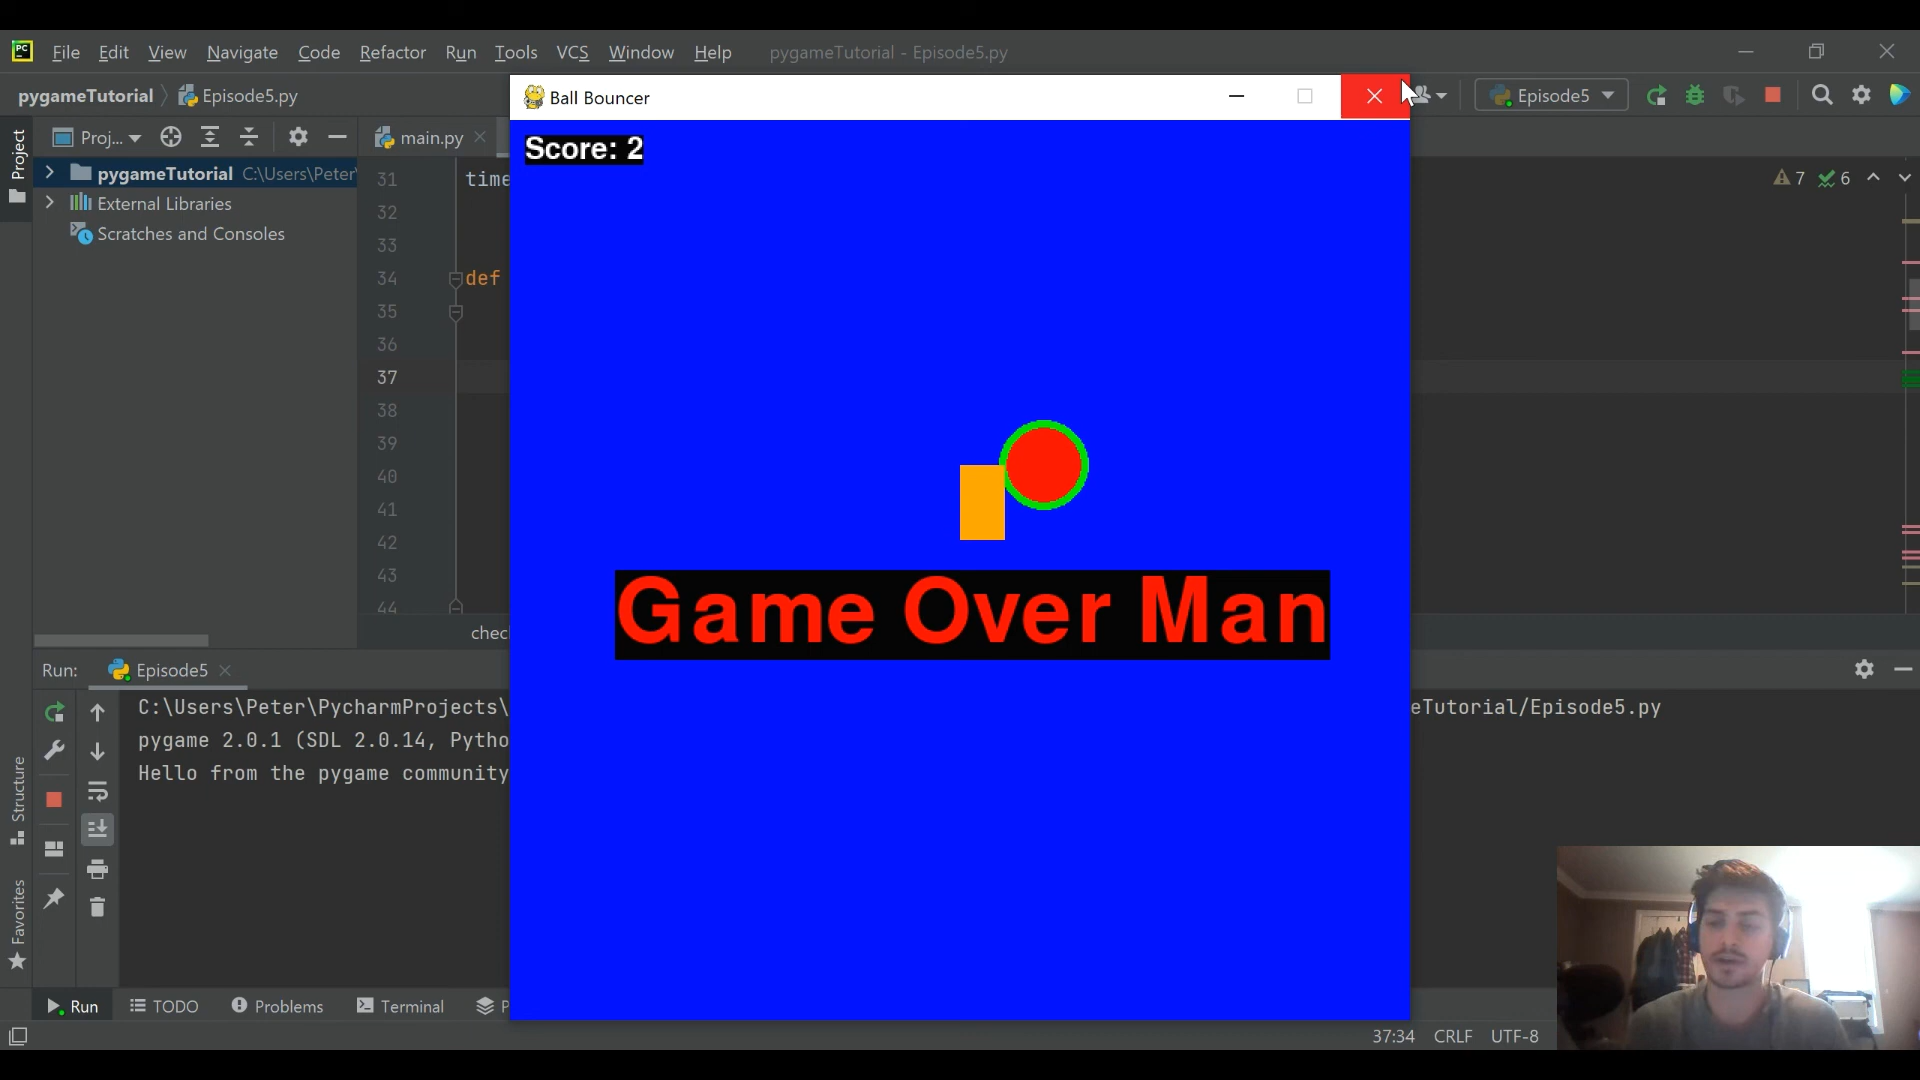 PC File Edit View Navigate Code Refactor Run Tools VCS Window Help pygameTutorial - Episode5.py
pygameTutorial Episode5.py
Ball Bouncer
Episode5
Project
Proj...
main.py
Score: 2
pygameTutorial C:\Users\Peter
External Libraries
Scratches and Consoles
31 time
32
33
34 def
35
36
37
38
39
40
41
42
43
44
7 6
Game Over Man
chec
Run: Episode5
C:\Users\Peter\PycharmProjects\
eTutorial/Episode5.py
pygame 2.0.1 (SDL 2.0.14, Pytho
Hello from the pygame community
Structure
Favorites
Run TODO Problems Terminal P
37:34 CRLF UTF-8